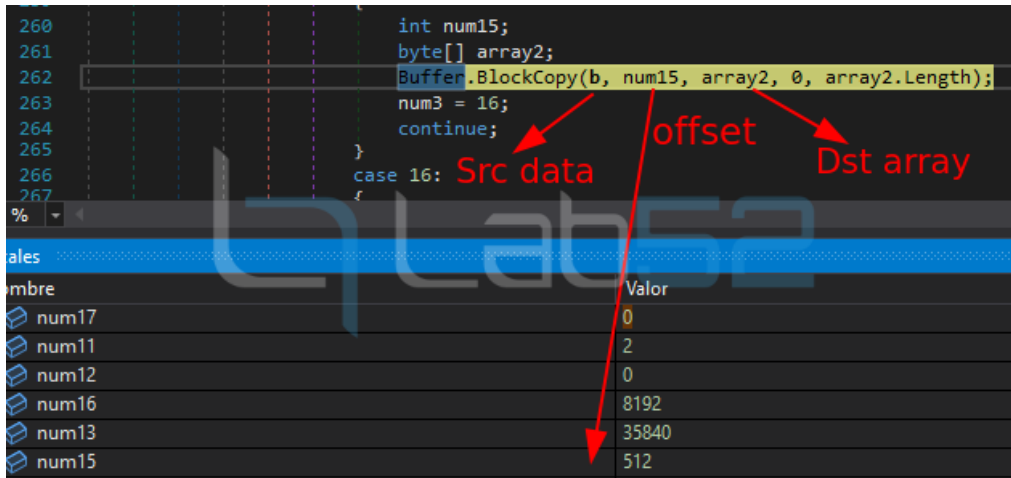 260 int num15;
261 byte[] array2;
262 Buffer.BlockCopy(b, num15, array2, 0, array2.Length);
263 num3 = 16;
264 continue;
265 }
266 case 16:
267 {
offset
Src data
Dst array
Lab52
%
cales
ombre Valor
num17 0
num11 2
num12 0
num16 8192
num13 35840
num15 512